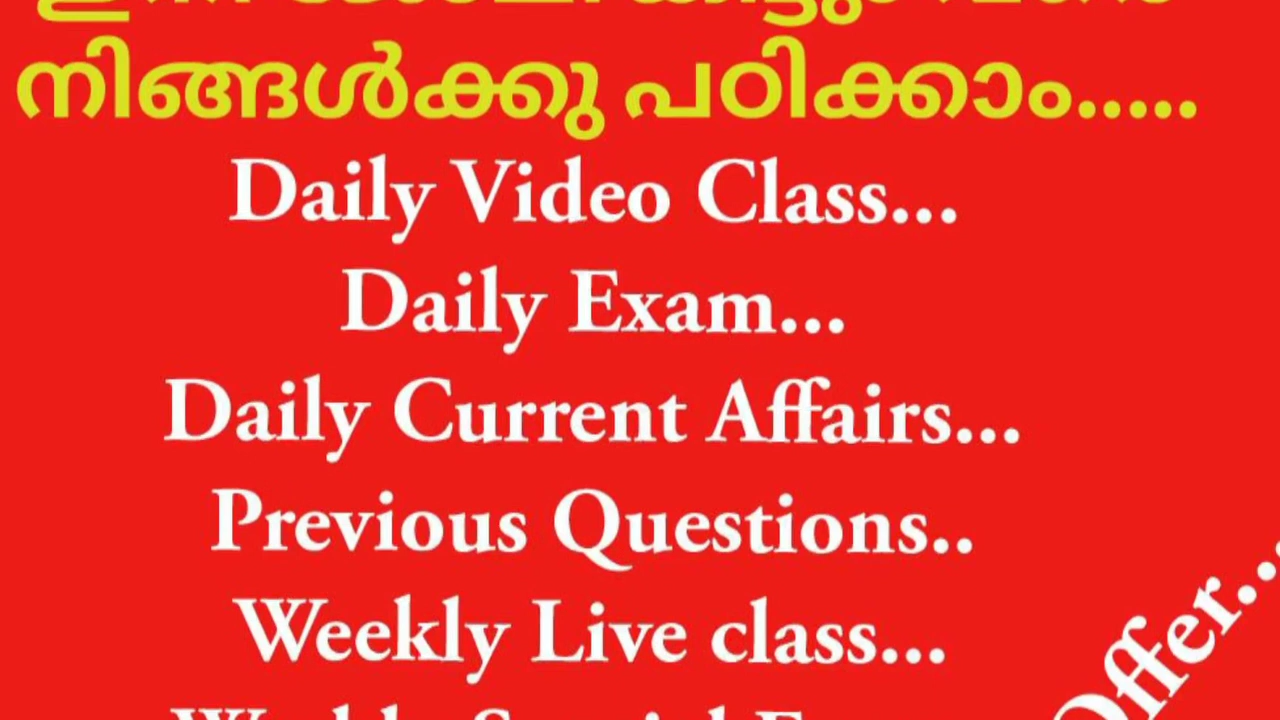 നിങ്ങൾക്കു പഠിക്കാം.....
Daily Video Class...
Daily Exam...
Daily Current Affairs...
Previous Questions..
Weekly Live class...
Offer...